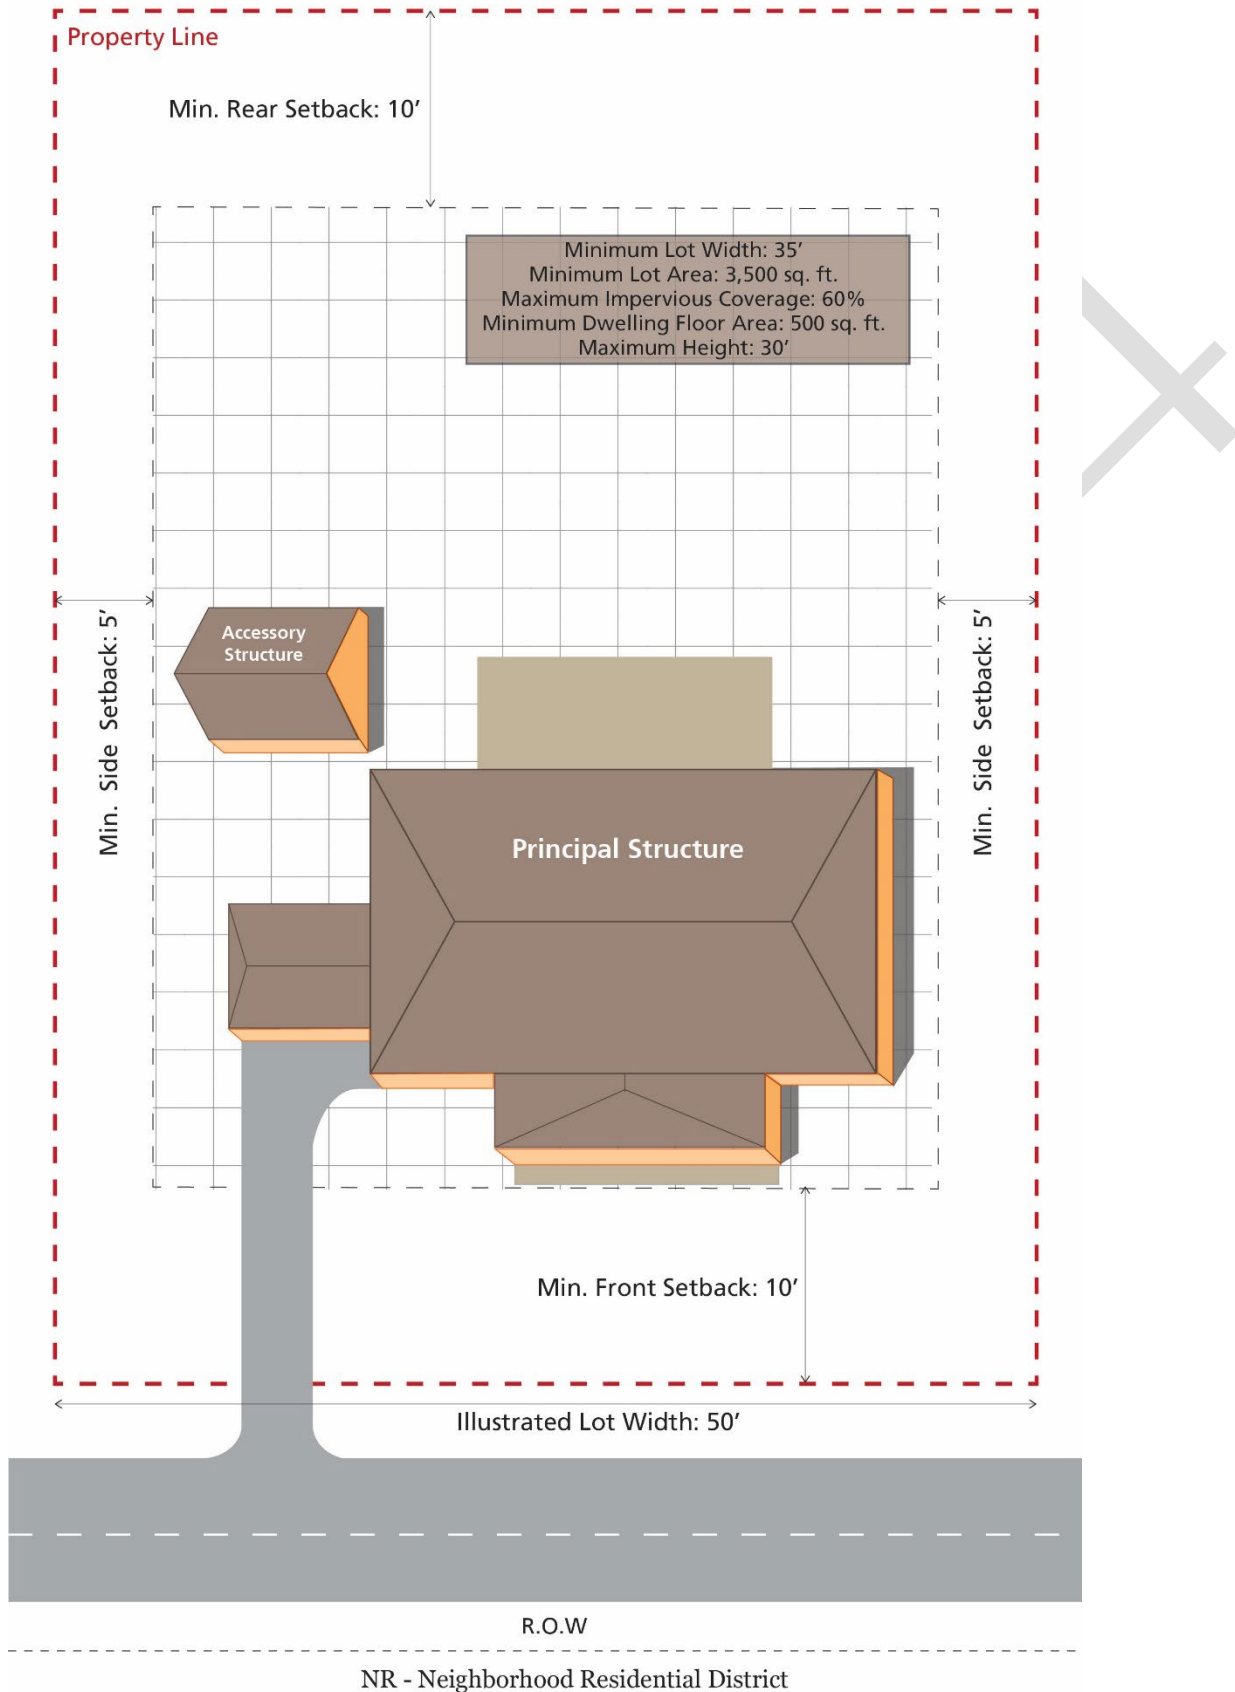 Property Line
Min. Rear Setback: 10’
Minimum Lot Width: 35’
Minimum Lot Area: 3,500 sq. ft.
Maximum Impervious Coverage: 60%
Minimum Dwelling Floor Area: 500 sq. ft.
Maximum Height: 30’
Min. Side Setback: 5’
Accessory
Structure
Min. Side Setback: 5’
Principal Structure
Min. Front Setback: 10’
Illustrated Lot Width: 50’
R.O.W
NR - Neighborhood Residential District